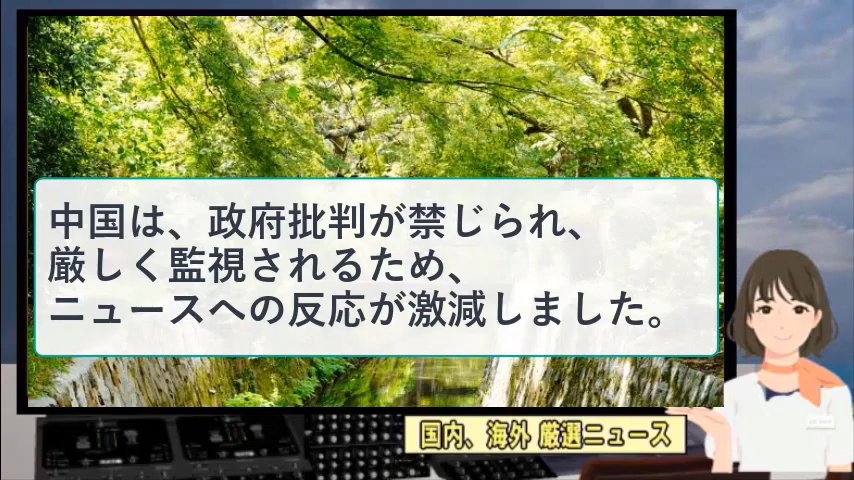 中国は、政府批判が禁じられ、
厳しく監視されるため、
ニュースへの反応が激減しました。
国内、海外 厳選ニュース